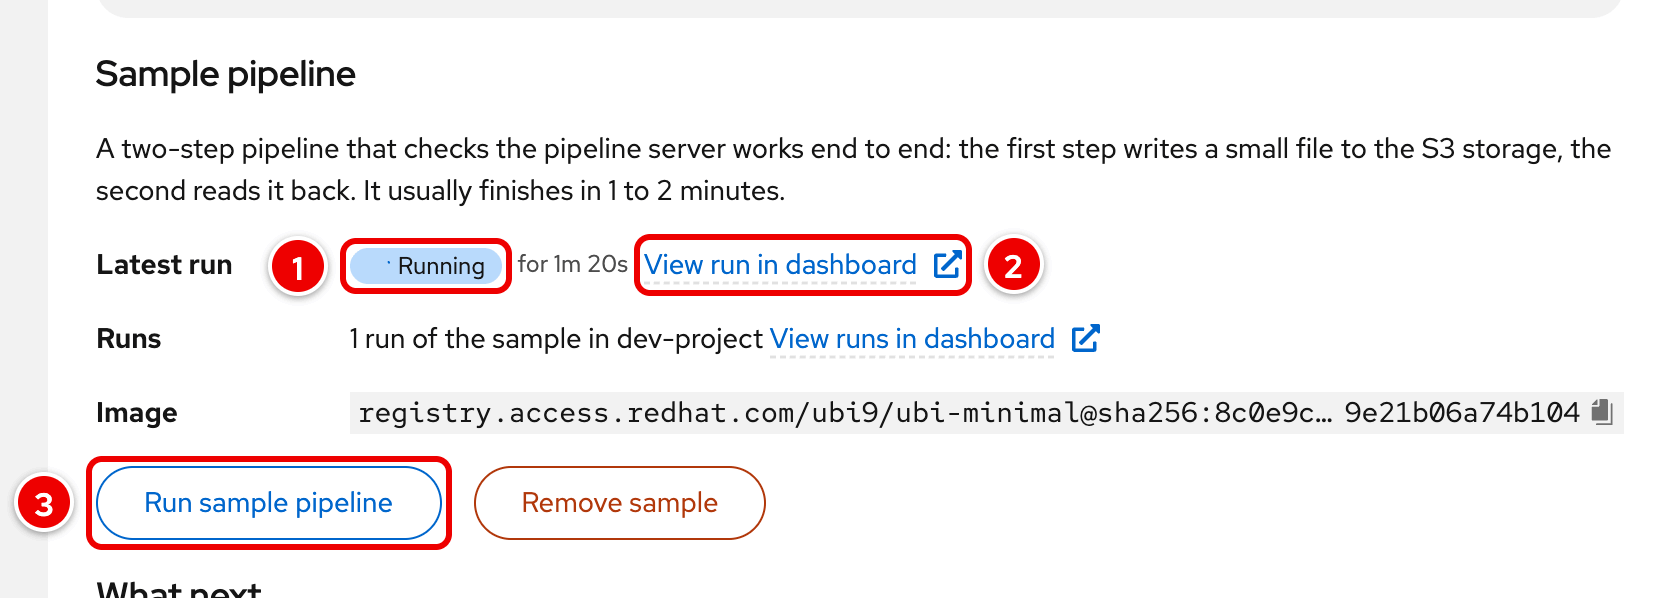 Sample pipeline
A two-step pipeline that checks the pipeline server works end to end: the first step writes a small file to the S3 storage, the
second reads it back. It usually finishes in 1 to 2 minutes.
Latest run 1 Running for 1m 20s View run in dashboard 2
Runs 1 run of the sample in dev-project View runs in dashboard
Image registry.access.redhat.com/ubi9/ubi-minimal@sha256:8c0e9c… 9e21b06a74b104
3 Run sample pipeline Remove sample
What next